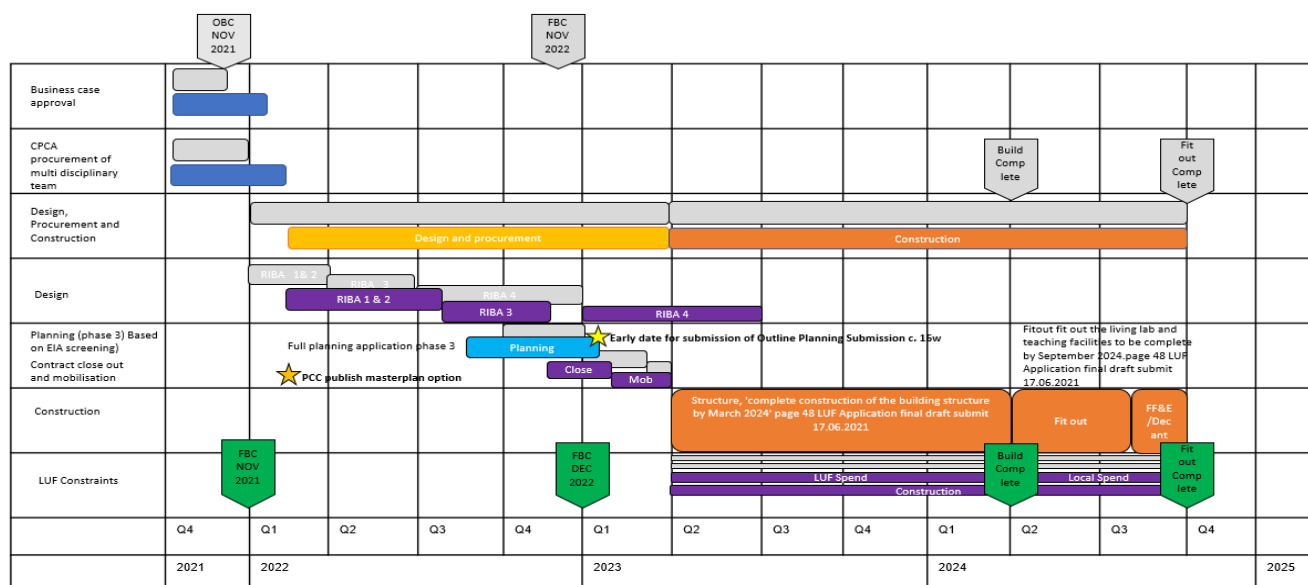 OBC
NOV
2021
FBC
NOV
2022
Business case
approval
CPCA
procurement of
multi disciplinary
team
Build
Comp
lete
Fit
out
Comp
lete
Design,
Procurement and
Construction
Design and procurement
Construction
Design
RIBA 1& 2
RIBA 3
RIBA 4
RIBA 1 & 2
RIBA 3
RIBA 4
Planning (phase 3) Based
on EIA screening)
Contract close out
and mobilisation
Full planning application phase 3
Planning
Early date for submission of Outline Planning Submission c. 15w
PCC publish masterplan option
Close
Mob
Fitout fit out the living lab and
teaching facilities to be complete
by September 2024.page 48 LUF
Application final draft submit
17.06.2021
Construction
Structure, 'complete construction of the building structure
by March 2024' page 48 LUF Application final draft submit
17.06.2021
Fit out
FF&E
/Dec
ant
LUF Constraints
FBC
NOV
2021
FBC
DEC
2022
Build
Comp
lete
Fit
out
Comp
lete
LUF Spend
Local Spend
Construction
Q4
Q1
Q2
Q3
Q4
Q1
Q2
Q3
Q4
Q1
Q2
Q3
Q4
2021
2022
2023
2024
2025